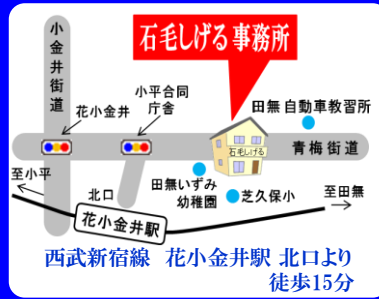 石毛しげる 事務所
小金井街道
花小金井
小平合同
庁舎
田無 自動車教習所
石毛しげる
青梅街道
至小平
北口
田無いずみ
幼稚園
芝久保小
至田無
花小金井駅
西武新宿線 花小金井駅 北口より
徒歩15分